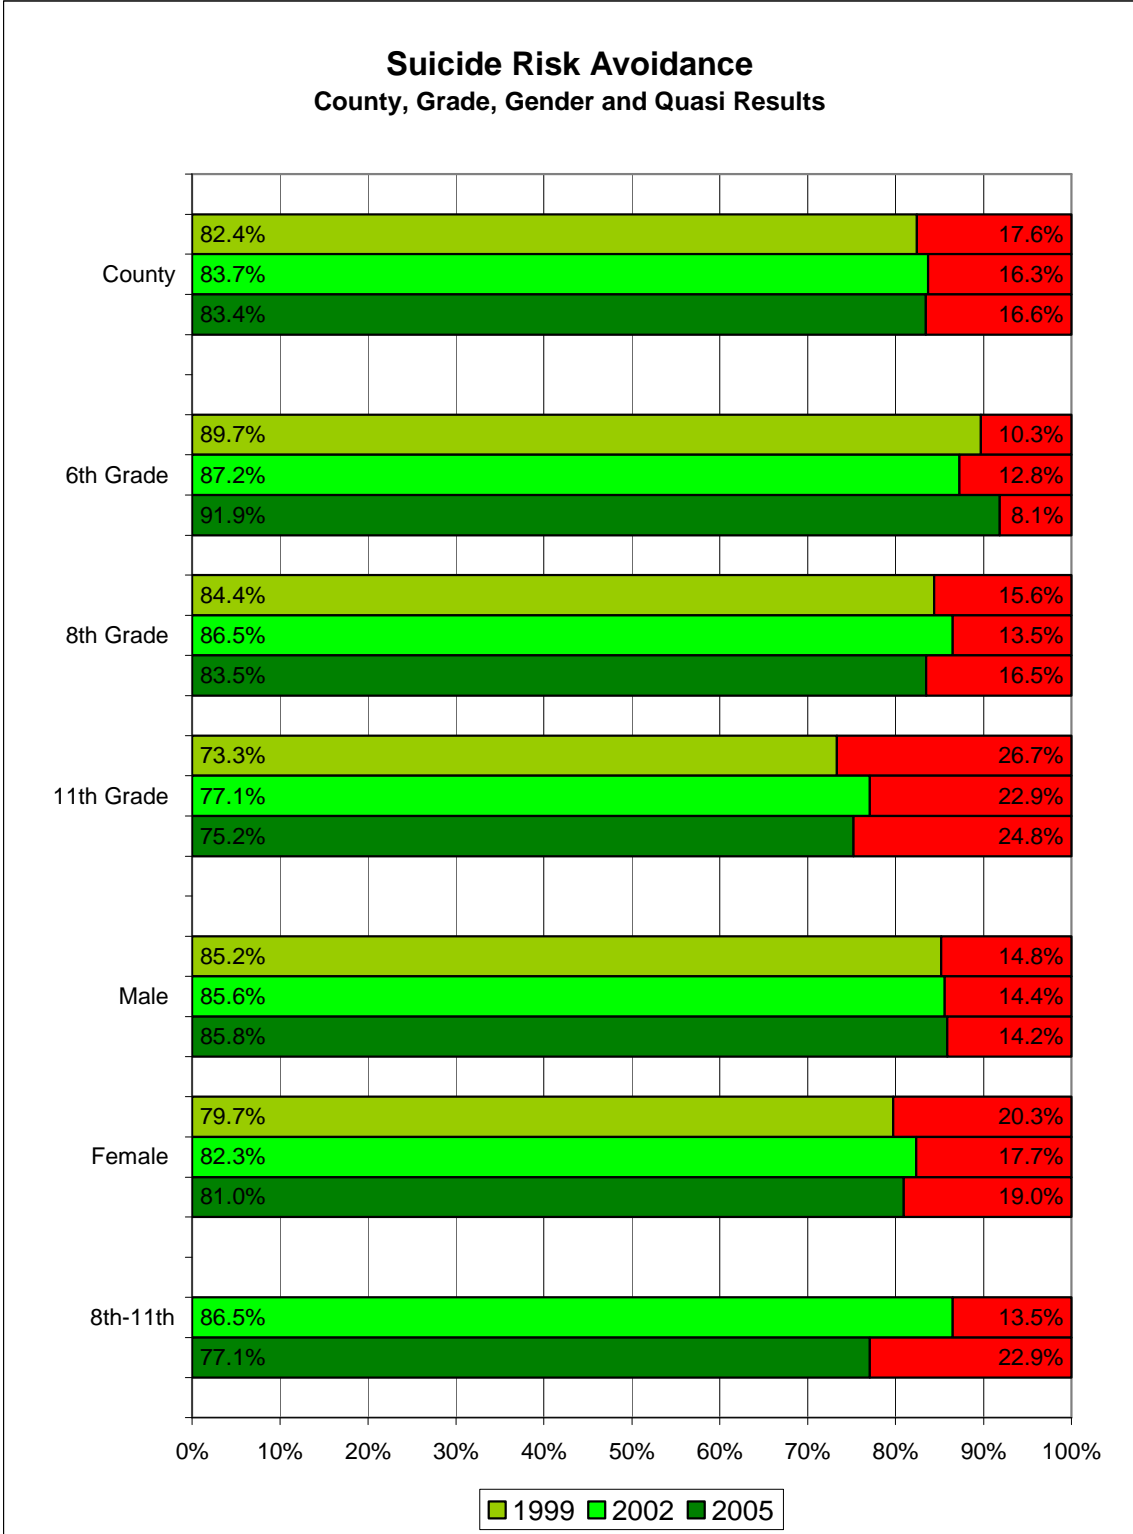 Suicide Risk Avoidance
County, Grade, Gender and Quasi Results
82.4% 17.6%
County 83.7% 16.3%
83.4% 16.6%
89.7% 10.3%
6th Grade 87.2% 12.8%
91.9% 8.1%
84.4% 15.6%
8th Grade 86.5% 13.5%
83.5% 16.5%
73.3% 26.7%
11th Grade 77.1% 22.9%
75.2% 24.8%
85.2% 14.8%
Male 85.6% 14.4%
85.8% 14.2%
79.7% 20.3%
Female 82.3% 17.7%
81.0% 19.0%
8th-11th 86.5% 13.5%
77.1% 22.9%
0% 10% 20% 30% 40% 50% 60% 70% 80% 90% 100%
1999 2002 2005